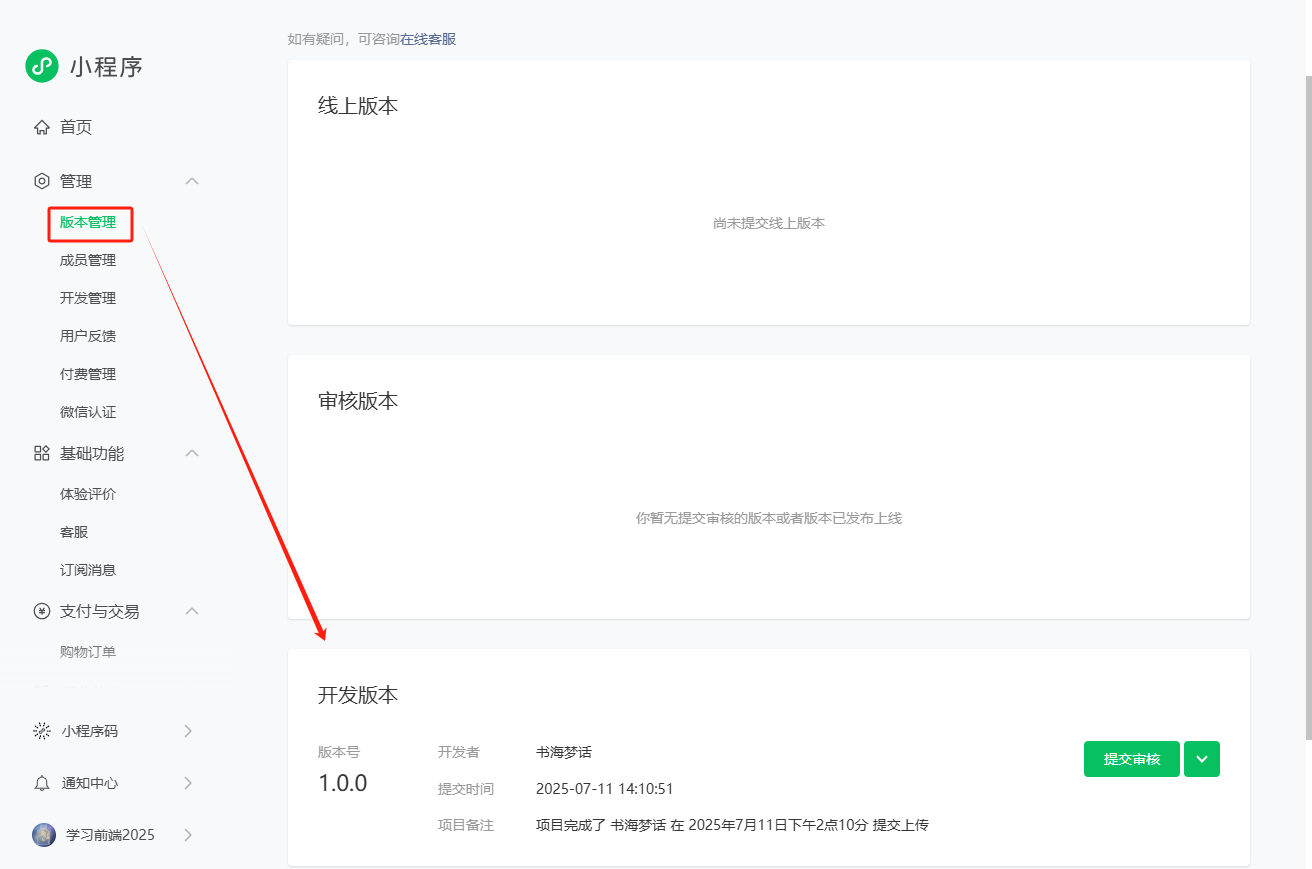 如有疑问，可咨询在线客服
小程序
首页
管理
版本管理
成员管理
开发管理
用户反馈
付费管理
微信认证
基础功能
体验评价
客服
订阅消息
支付与交易
购物订单
小程序码
通知中心
学习前端2025
线上版本
尚未提交线上版本
审核版本
你暂无提交审核的版本或者版本已发布上线
开发版本
版本号
1.0.0
开发者 书海梦话
提交时间 2025-07-11 14:10:51
项目备注 项目完成了 书海梦话 在 2025年7月11日下午2点10分 提交上传
提交审核